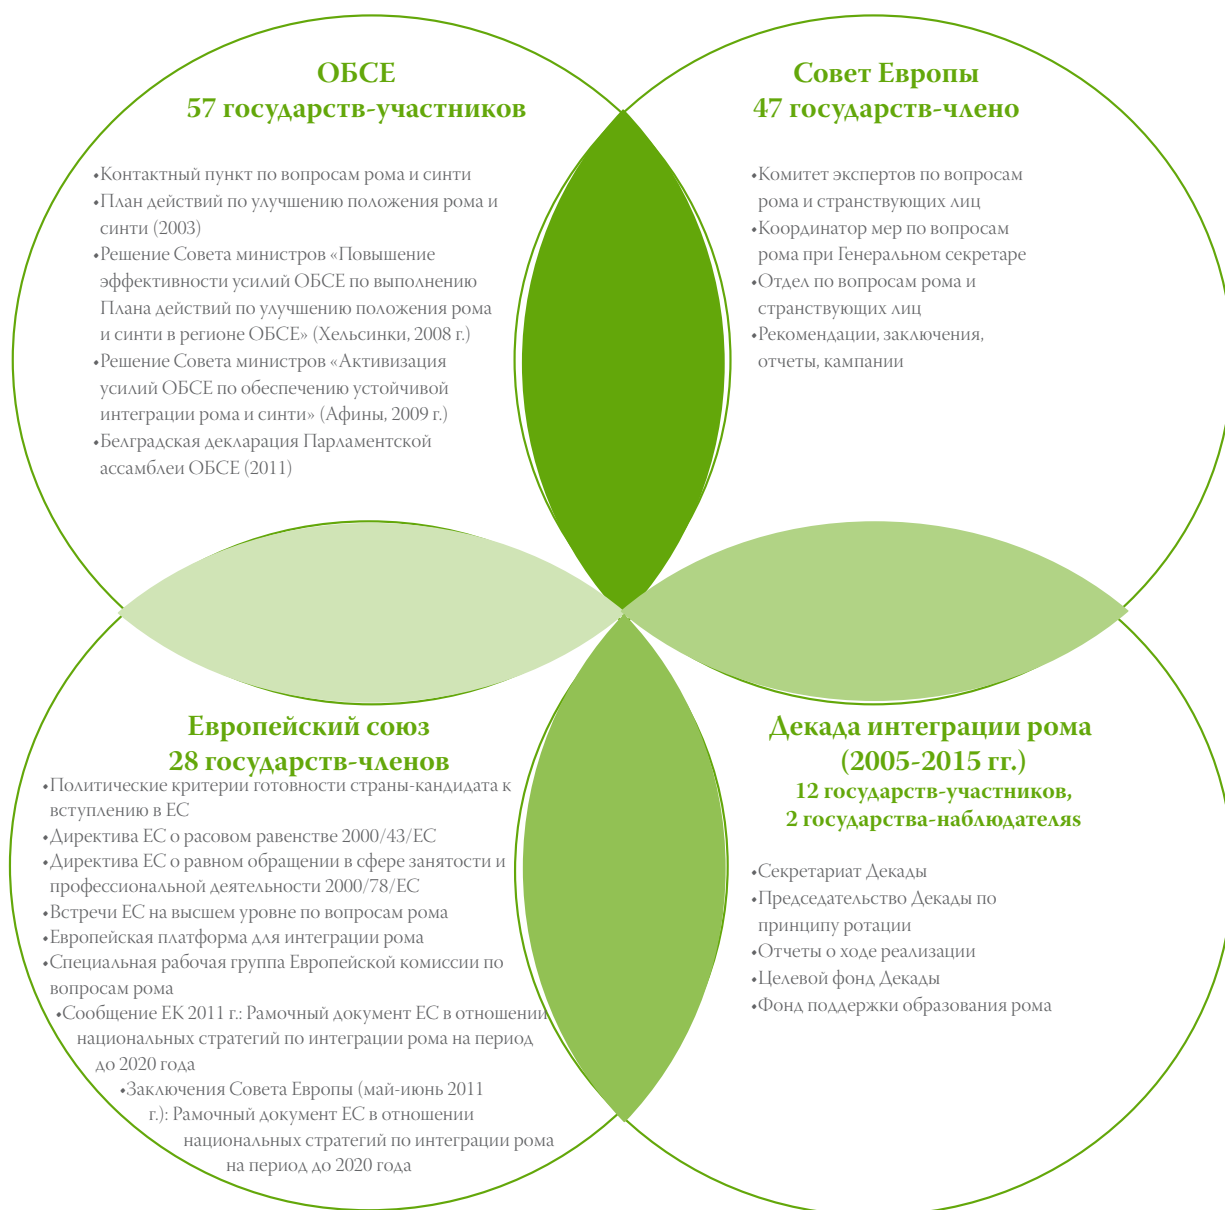 ОБСЕ
57 государств-участников
•Контактный пункт по вопросам рома и синти
•План действий по улучшению положения рома и
синти (2003)
•Решение Совета министров «Повышение
эффективности усилий ОБСЕ по выполнению
Плана действий по улучшению положения рома
и синти в регионе ОБСЕ» (Хельсинки, 2008 г.)
•Решение Совета министров «Активизация
усилий ОБСЕ по обеспечению устойчивой
интеграции рома и синти» (Афины, 2009 г.)
•Белградская декларация Парламентской
ассамблеи ОБСЕ (2011)
Совет Европы
47 государств-члено
•Комитет экспертов по вопросам
рома и странствующих лиц
•Координатор мер по вопросам
рома при Генеральном секретаре
•Отдел по вопросам рома и
странствующих лиц
•Рекомендации, заключения,
отчеты, кампании
Европейский союз
28 государств-членов
•Политические критерии готовности страны-кандидата к
вступлению в ЕС
•Директива ЕС о расовом равенстве 2000/43/ЕС
•Директива ЕС о равном обращении в сфере занятости и
профессиональной деятельности 2000/78/ЕС
•Встречи ЕС на высшем уровне по вопросам рома
•Европейская платформа для интеграции рома
•Специальная рабочая группа Европейской комиссии по
вопросам рома
•Сообщение ЕК 2011 г.: Рамочный документ ЕС в отношении
национальных стратегий по интеграции рома на период
до 2020 года
•Заключения Совета Европы (май-июнь 2011
г.): Рамочный документ ЕС в отношении
национальных стратегий по интеграции рома
на период до 2020 года
Декада интеграции рома
(2005-2015 гг.)
12 государств-участников,
2 государства-наблюдателяs
•Секретариат Декады
•Председательство Декады по
принципу ротации
•Отчеты о ходе реализации
•Целевой фонд Декады
•Фонд поддержки образования рома